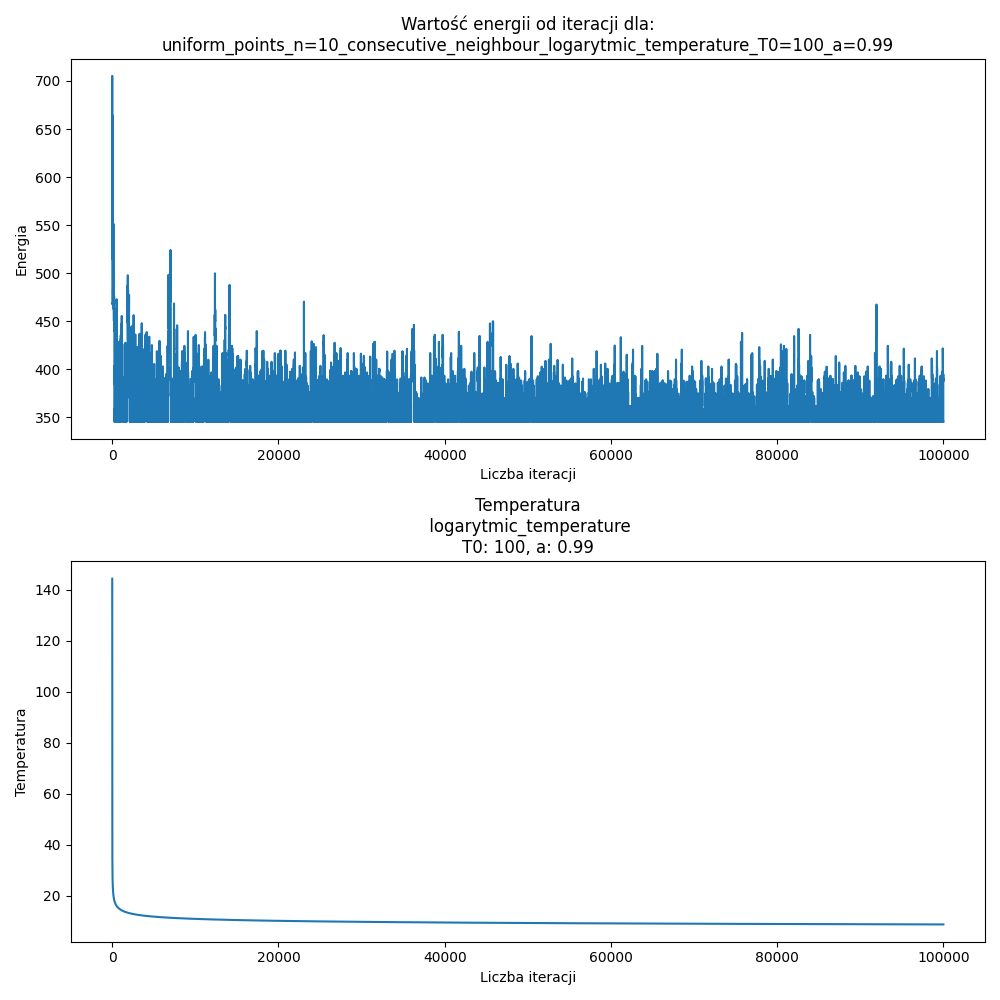 Wartość energii od iteracji dla:
uniform_points_n=10_consecutive_neighbour_logarytmic_temperature_T0=100_a=0.99
700
650
600
550
500
450
400
350
Energia
0 20000 40000 60000 80000 100000
Liczba iteracji
Temperatura
logarytmic_temperature
T0: 100, a: 0.99
140
120
100
80
60
40
20
Temperatura
0 20000 40000 60000 80000 100000
Liczba iteracji